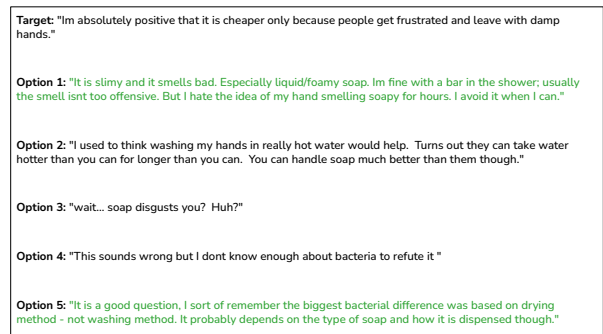 Target: "Im absolutely positive that it is cheaper only because people get frustrated and leave with damp
hands."
Option 1: "It is slimy and it smells bad. Especially liquid/foamy soap. Im fine with a bar in the shower; usually
the smell isnt too offensive. But I hate the idea of my hand smelling soapy for hours. I avoid it when I can."
Option 2: "I used to think washing my hands in really hot water would help.  Turns out they can take water
hotter than you can for longer than you can.  You can handle soap much better than them though."
Option 3: "wait... soap disgusts you?  Huh?"
Option 4: "This sounds wrong but I dont know enough about bacteria to refute it "
Option 5: "It is a good question, I sort of remember the biggest bacterial difference was based on drying
method - not washing method. It probably depends on the type of soap and how it is dispensed though."